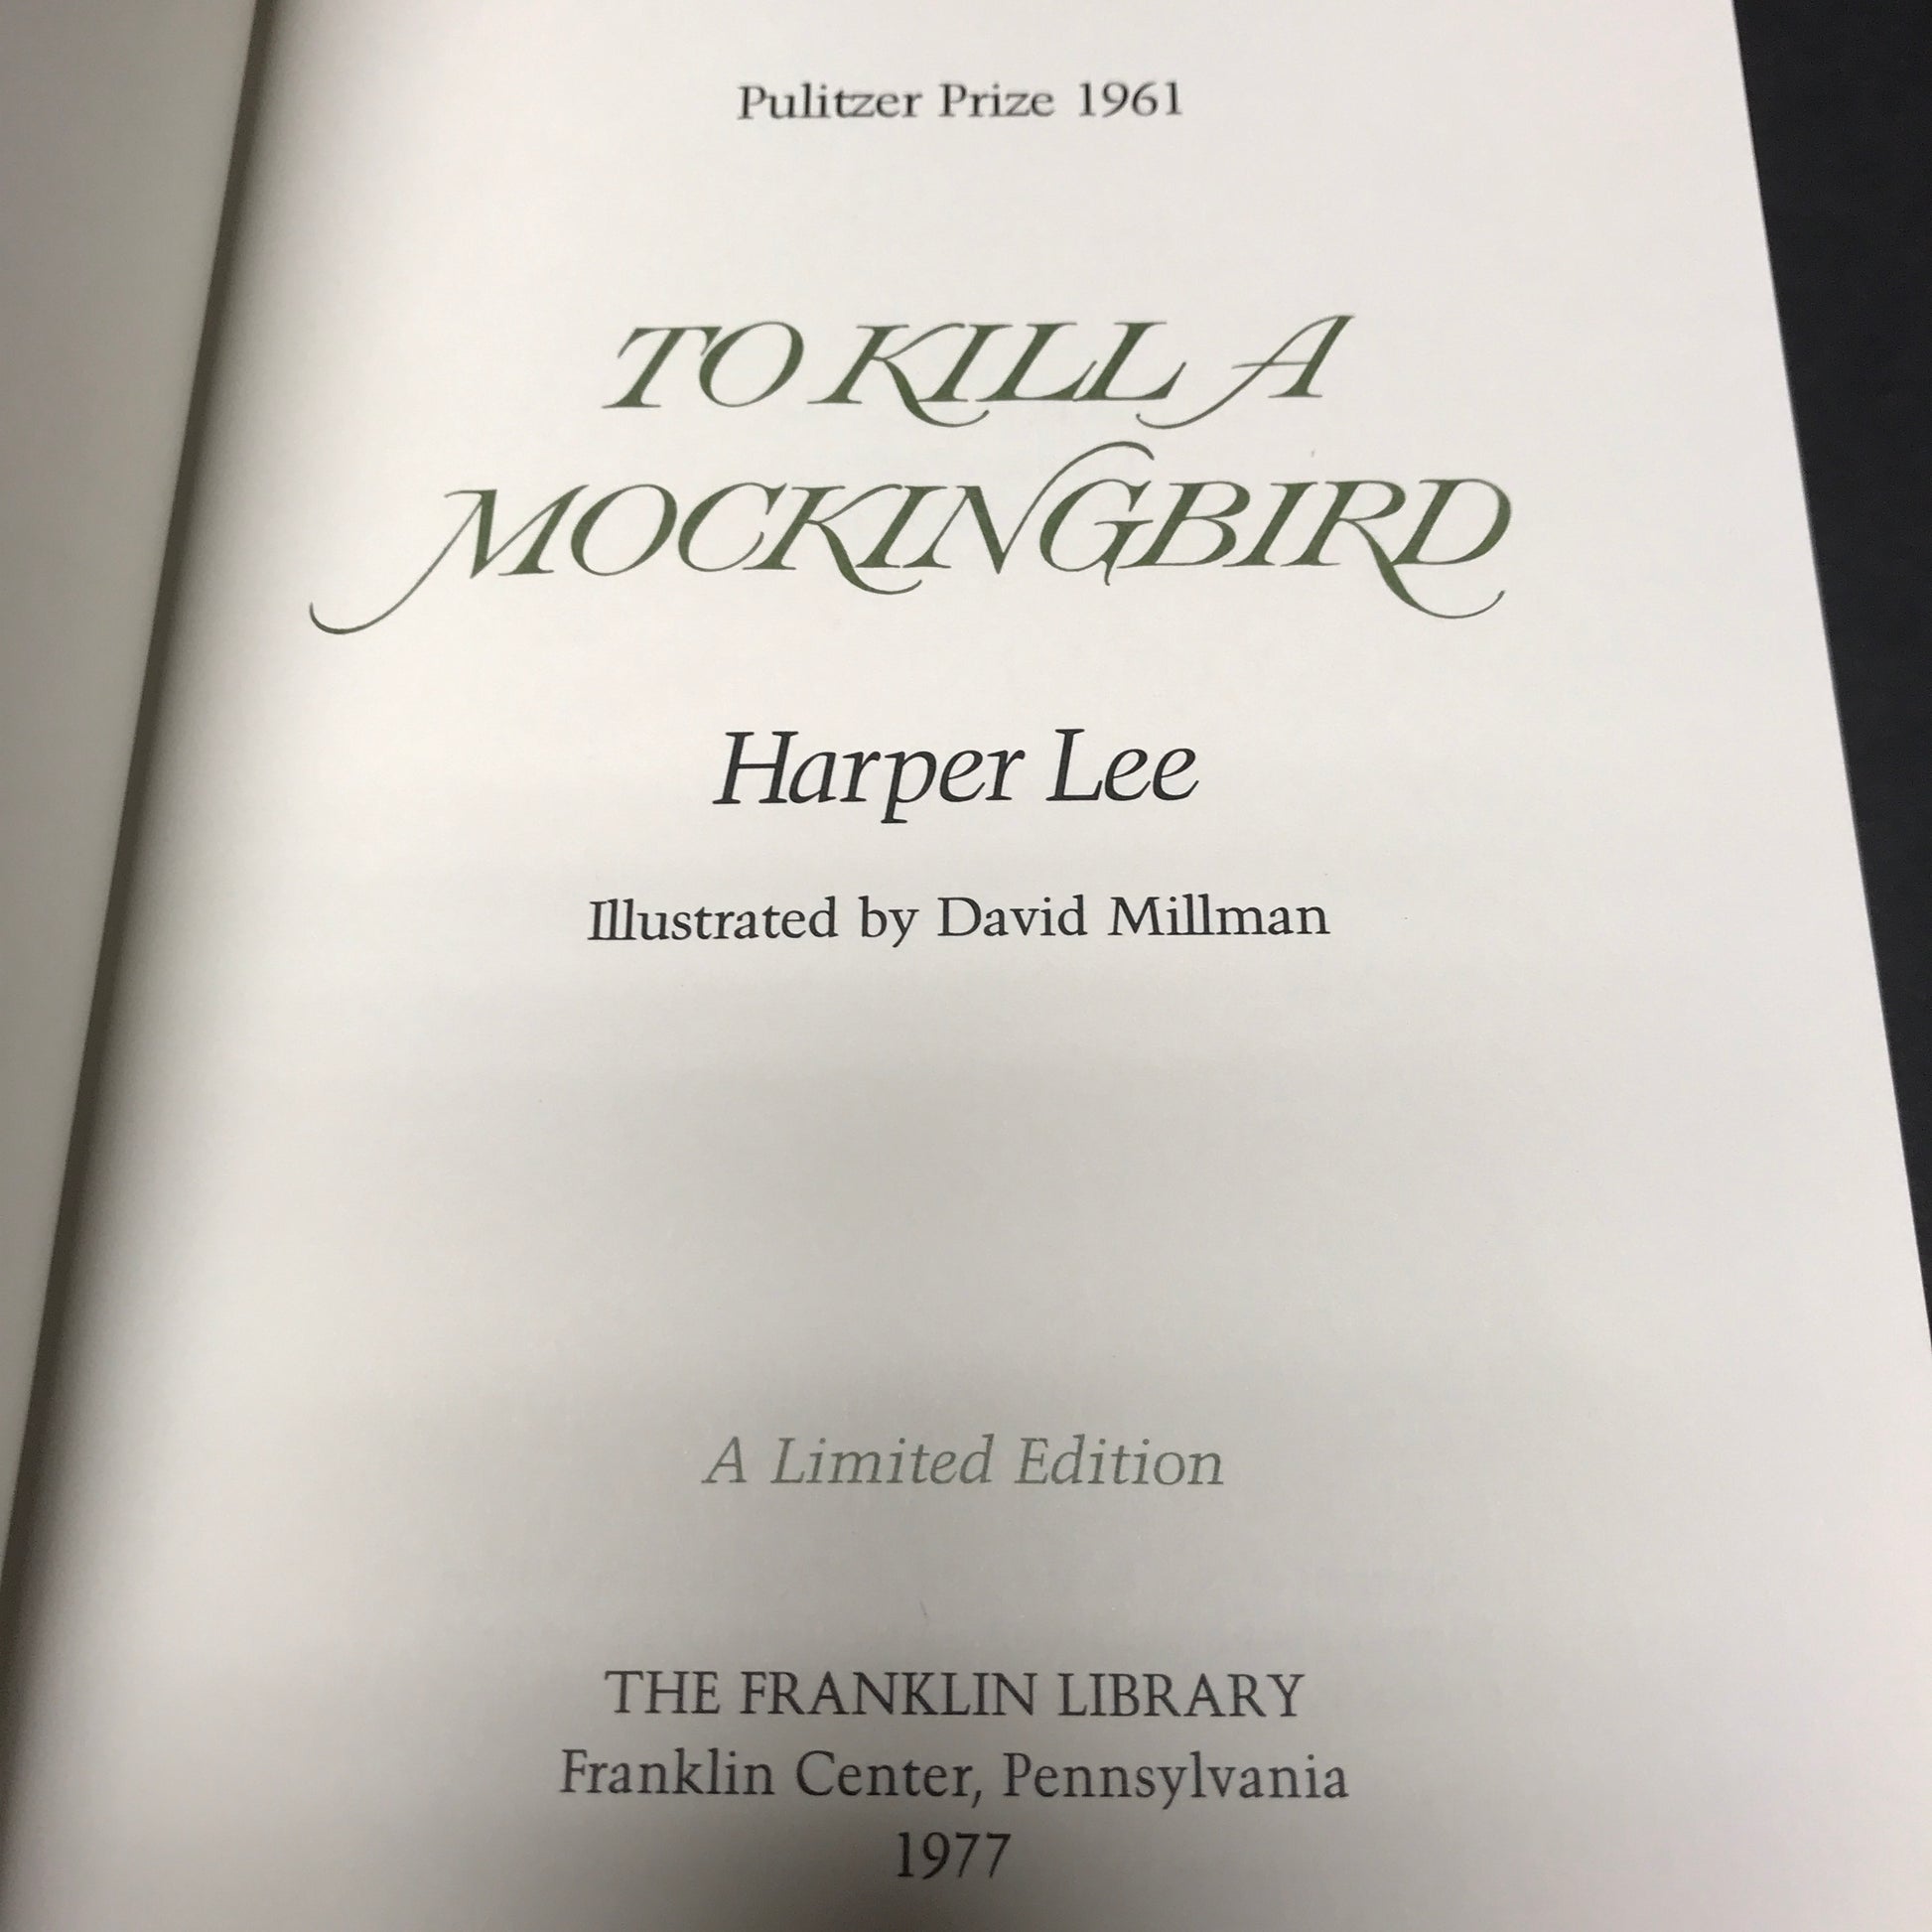 Pulitzer Prize 1961
TO KILL A
MOCKINGBIRD
Harper Lee
Illustrated by David Millman
A Limited Edition
THE FRANKLIN LIBRARY
Franklin Center, Pennsylvania
1977